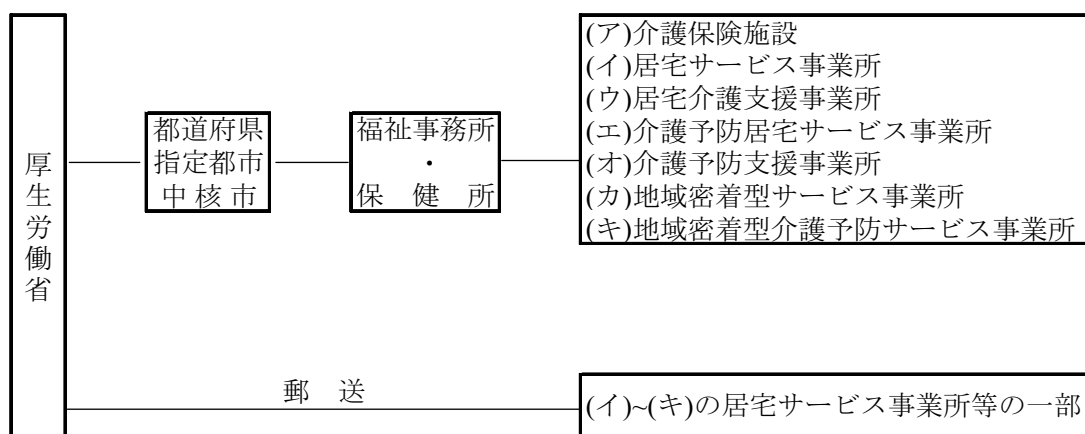 厚生労働省
都道府県
指定都市
中核市
福祉事務所
・
保健所
(ア)介護保険施設
(イ)居宅サービス事業所
(ウ)居宅介護支援事業所
(エ)介護予防居宅サービス事業所
(オ)介護予防支援事業所
(カ)地域密着型サービス事業所
(キ)地域密着型介護予防サービス事業所
郵送
(イ)~(キ)の居宅サービス事業所等の一部